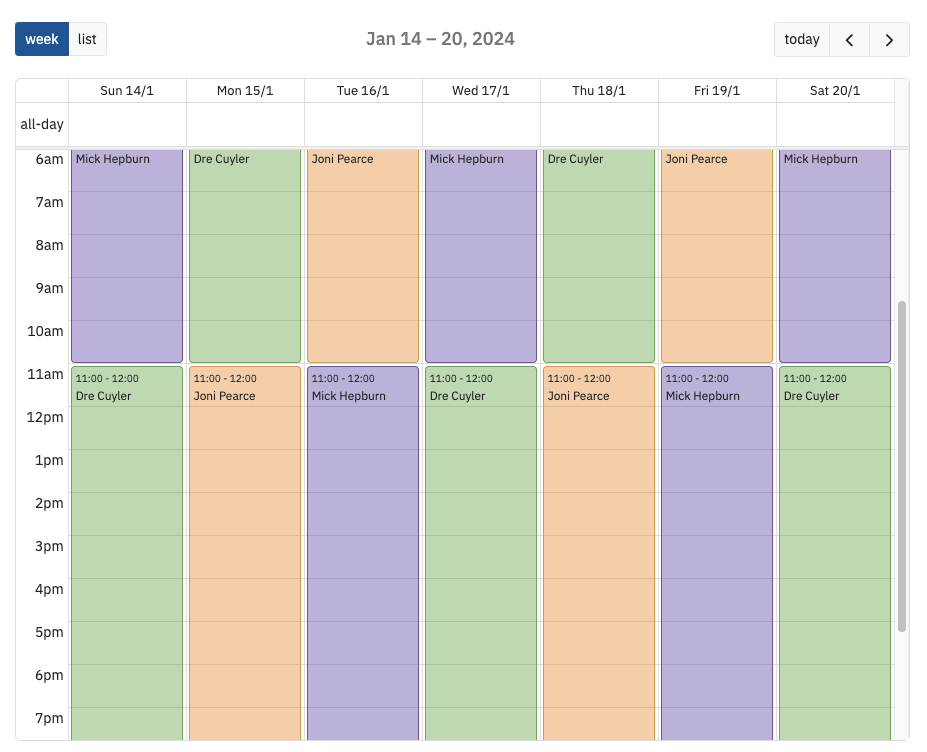 week list Jan 14 – 20, 2024 today
Sun 14/1 Mon 15/1 Tue 16/1 Wed 17/1 Thu 18/1 Fri 19/1 Sat 20/1
all-day
6am Mick Hepburn Dre Cuyler Joni Pearce Mick Hepburn Dre Cuyler Joni Pearce Mick Hepburn
7am
8am
9am
10am
11am 11:00 - 12:00 11:00 - 12:00 11:00 - 12:00 11:00 - 12:00 11:00 - 12:00 11:00 - 12:00 11:00 - 12:00
Dre Cuyler Joni Pearce Mick Hepburn Dre Cuyler Joni Pearce Mick Hepburn Dre Cuyler
12pm
1pm
2pm
3pm
4pm
5pm
6pm
7pm